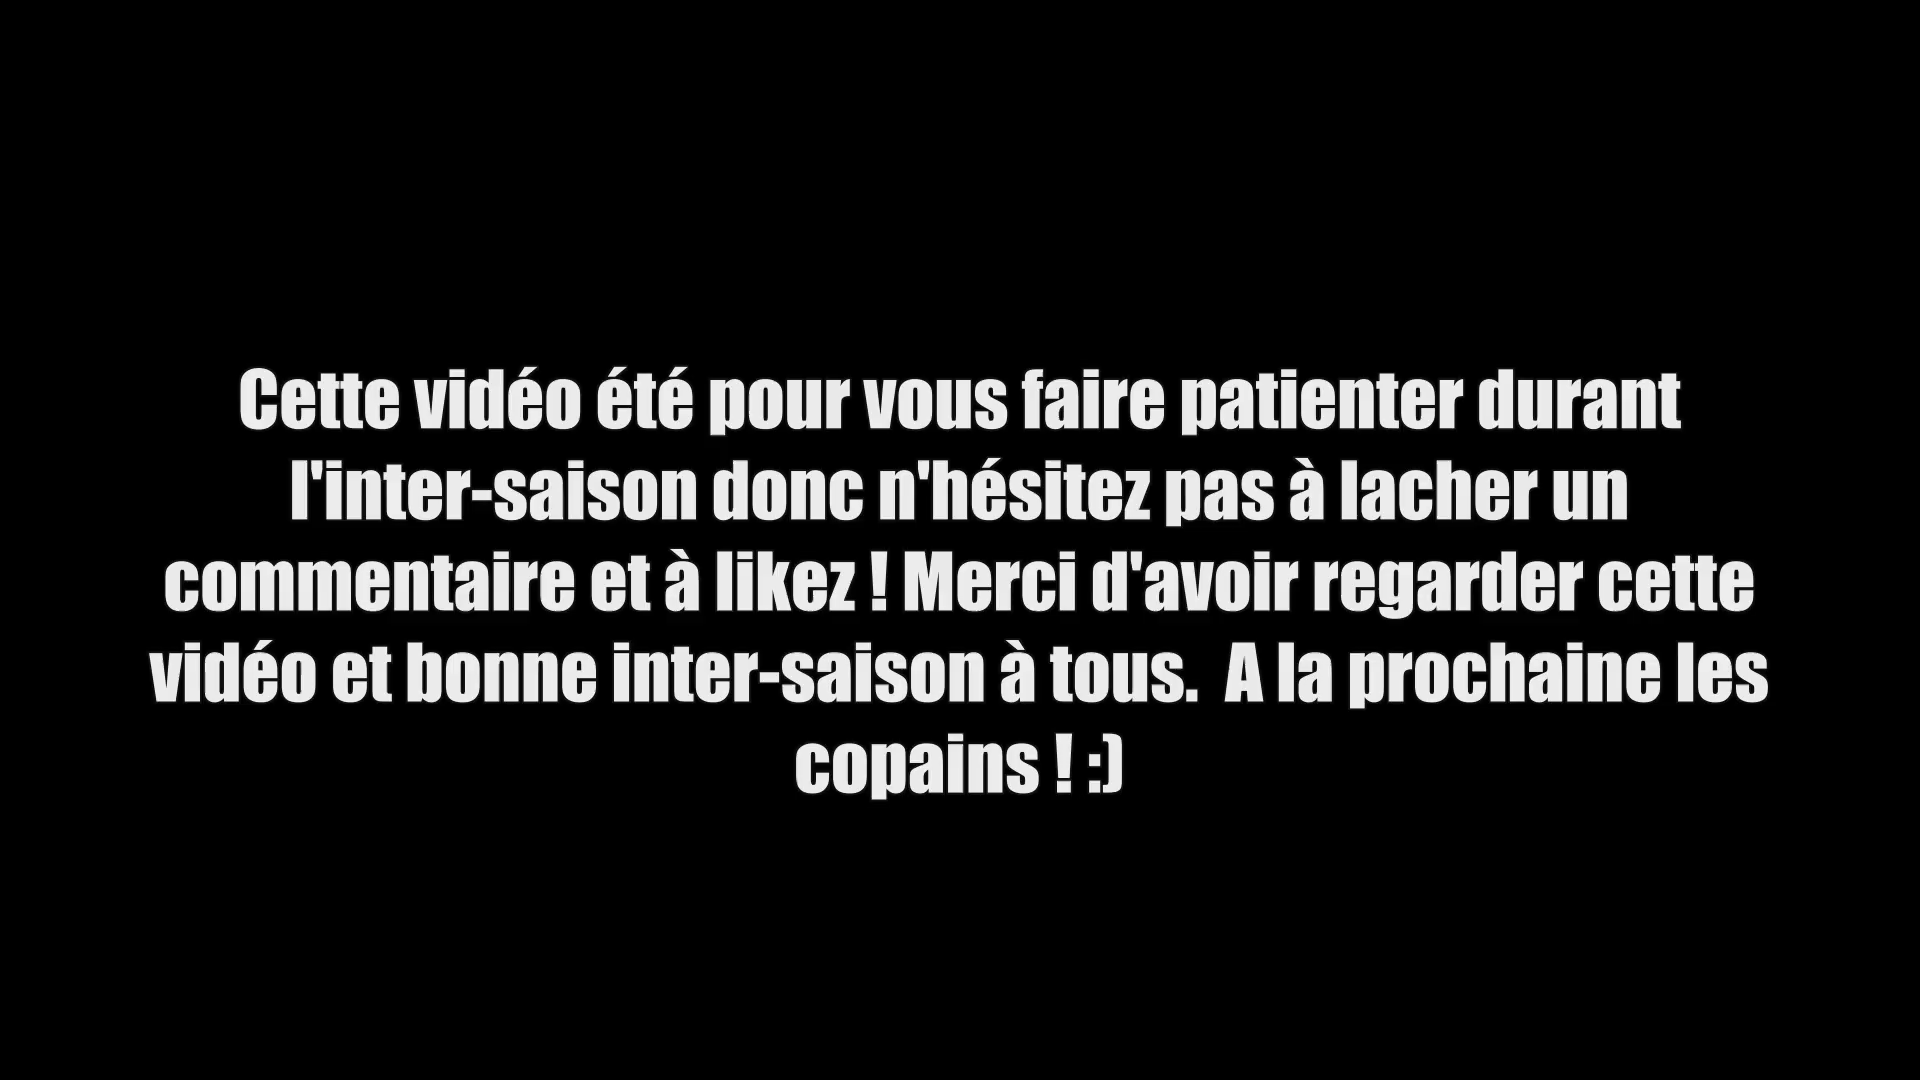 Cette vidéo été pour vous faire patienter durant
l'inter-saison donc n'hésitez pas à lacher un
commentaire et à likez ! Merci d'avoir regarder cette
vidéo et bonne inter-saison à tous.  A la prochaine les
copains ! :)